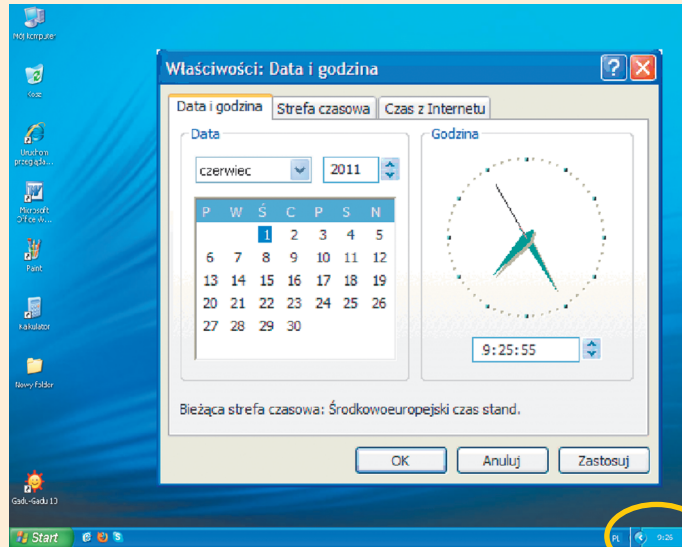 Mój komputer
Kosz
Uruchom
przegląda...
Microsoft
Office W...
Paint
Kalkulator
Nowy folder
Gadu-Gadu 10
Właściwości: Data i godzina
Data i godzina Strefa czasowa Czas z Internetu
Data
czerwiec 2011
P W Ś C P S N
1 2 3 4 5
6 7 8 9 10 11 12
13 14 15 16 17 18 19
20 21 22 23 24 25 26
27 28 29 30
Godzina
9:25:55
Bieżąca strefa czasowa: Środkowoeuropejski czas stand.
OK Anuluj Zastosuj
Start PL 9:26